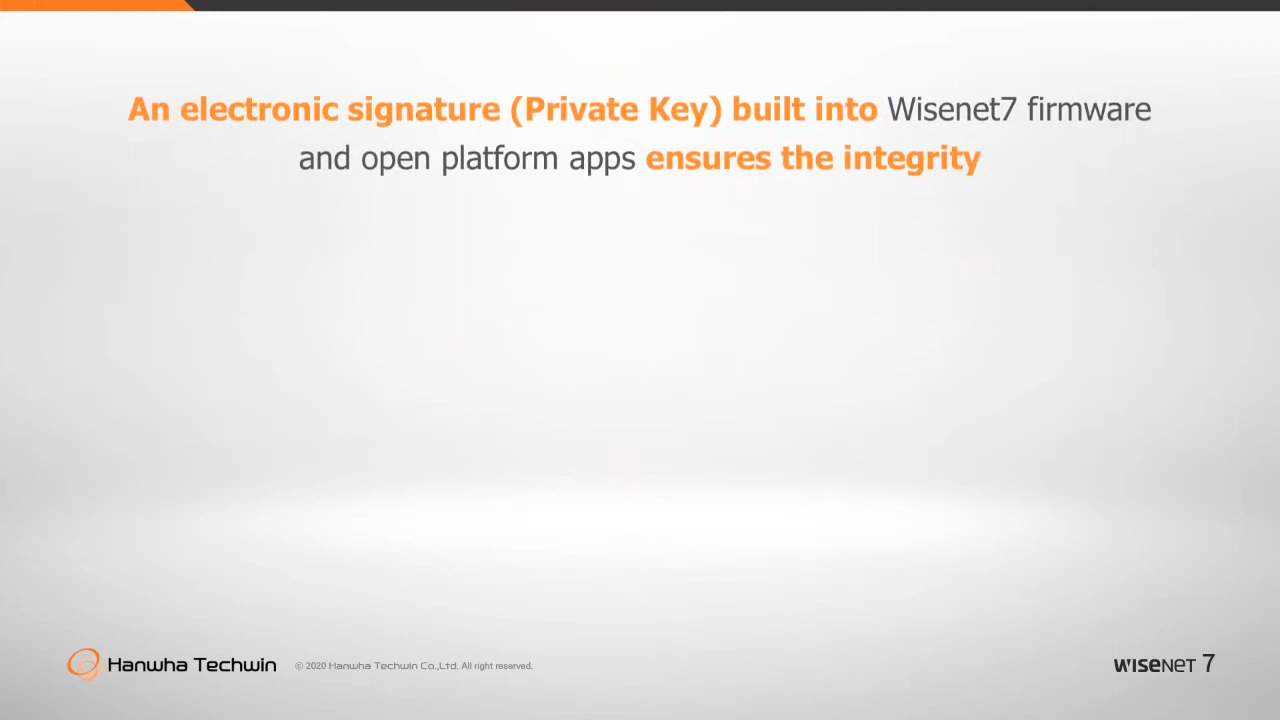 An electronic signature (Private Key) built into Wisenet7 firmware
and open platform apps ensures the integrity
Hanwha Techwin © 2020 Hanwha Techwin Co.,Ltd. All right reserved. WISENET 7